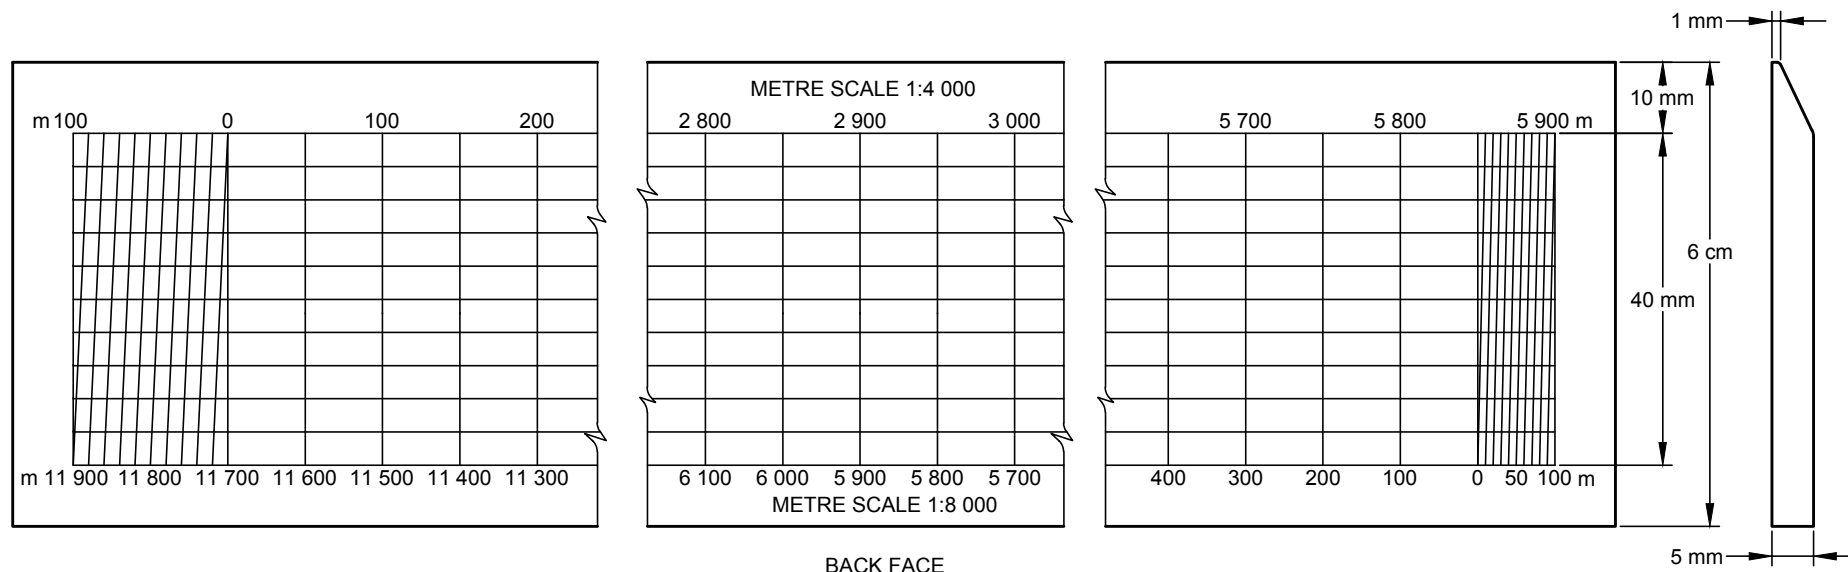 1 mm
METRE SCALE 1:4 000
10 mm
m 100 0 100 200 2 800 2 900 3 000 5 700 5 800 5 900 m
6 cm
40 mm
m 11 900 11 800 11 700 11 600 11 500 11 400 11 300 6 100 6 000 5 900 5 800 5 700 400 300 200 100 0 50 100 m
METRE SCALE 1:8 000
5 mm
BACK FACE